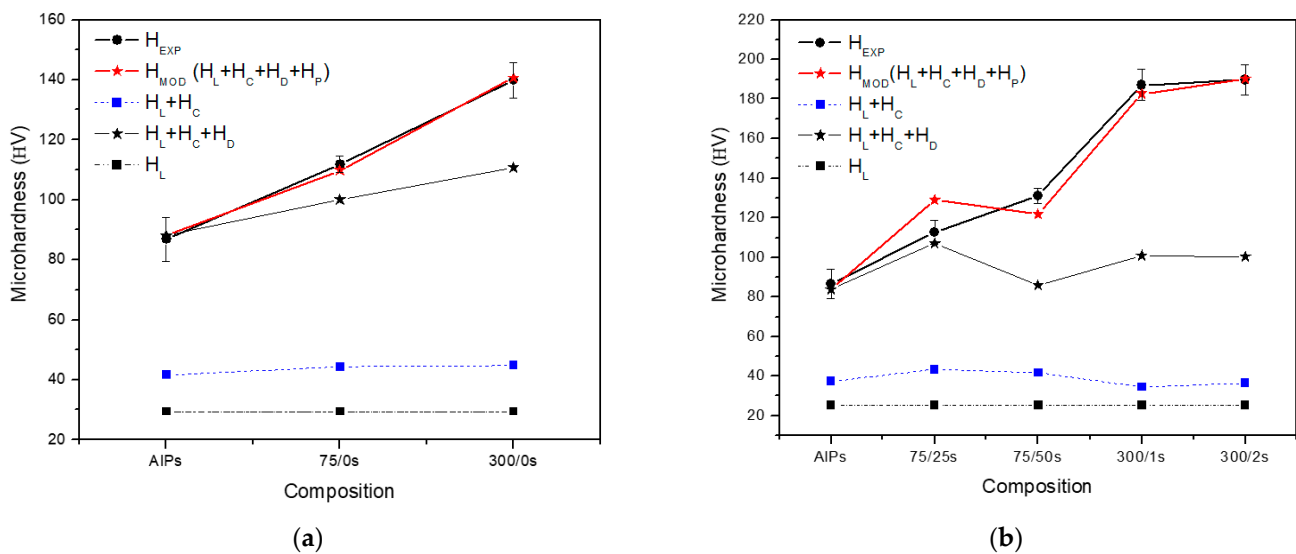 160
140
120
100
80
60
40
20
Microhardness (HV)
H_EXP
H_MOD (H_L+H_C+H_D+H_P)
H_L+H_C
H_L+H_C+H_D
H_L
AlPs
75/0s
300/0s
Composition
(a)
220
200
180
160
140
120
100
80
60
40
20
Microhardness (HV)
H_EXP
H_MOD(H_L+H_C+H_D+H_P)
H_L+H_C
H_L+H_C+H_D
H_L
AlPs
75/25s
75/50s
300/1s
300/2s
Composition
(b)